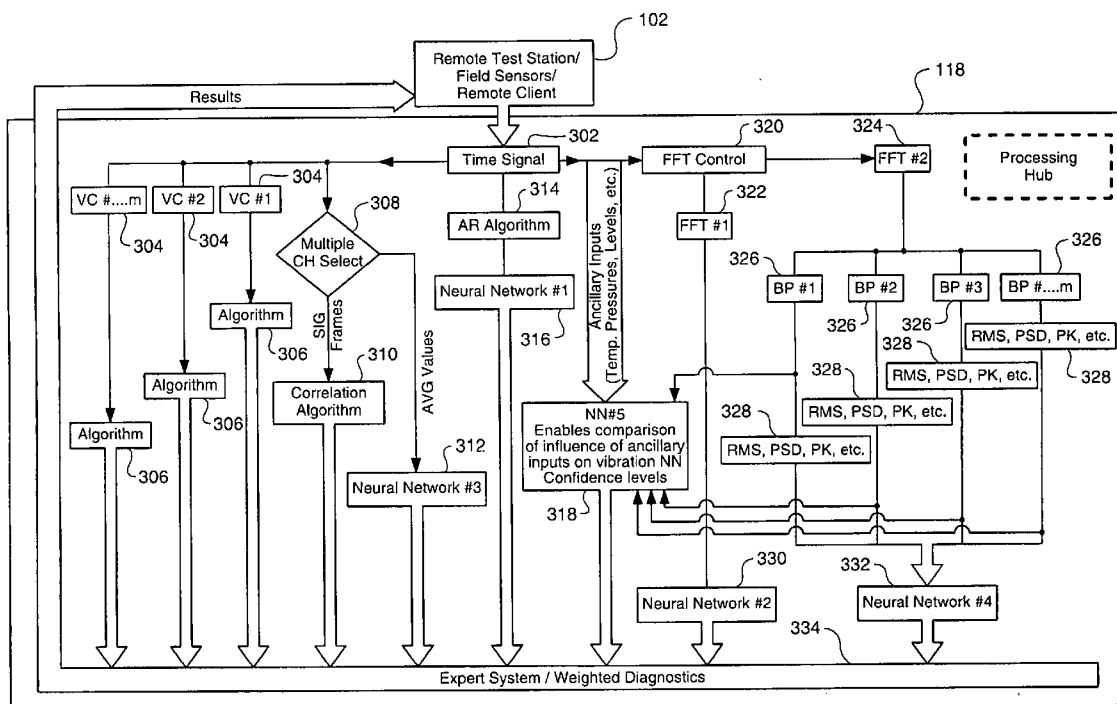 102
Remote Test Station/
Field Sensors/
Remote Client
Results
118
302
320
324
Time Signal
FFT Control
FFT #2
Processing
Hub
304
VC #....m
VC #2
VC #1
304
304
308
314
322
AR Algorithm
FFT #1
Multiple
CH Select
Ancillary Inputs
(Temp. Pressures, Levels, etc.)
326
326
BP #1
BP #2
BP #3
BP #....m
326
326
Neural Network #1
316
Algorithm
306
SIG
Frames
AVG Values
RMS, PSD, PK, etc.
328
328
RMS, PSD, PK, etc.
310
Algorithm
306
Correlation
Algorithm
328
RMS, PSD, PK, etc.
NN#5
Enables comparison
of influence of ancillary
inputs on vibration NN
Confidence levels
318
328
RMS, PSD, PK, etc.
Algorithm
306
312
Neural Network #3
330
332
Neural Network #2
Neural Network #4
334
Expert System / Weighted Diagnostics